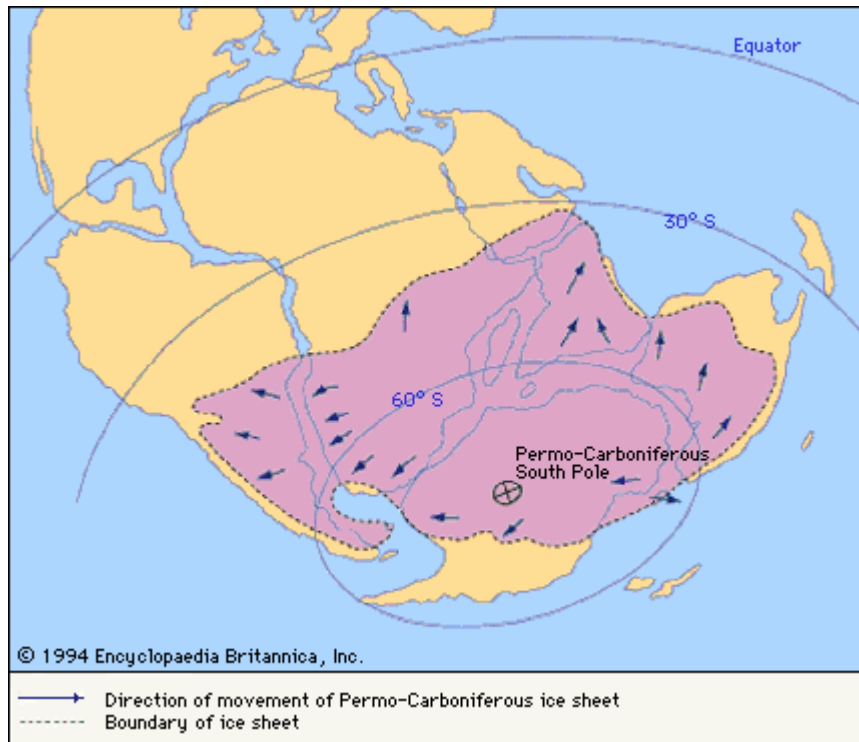 Equator
30° S
60° S
Permo-Carboniferous
South Pole
© 1994 Encyclopaedia Britannica, Inc.
Direction of movement of Permo-Carboniferous ice sheet
Boundary of ice sheet